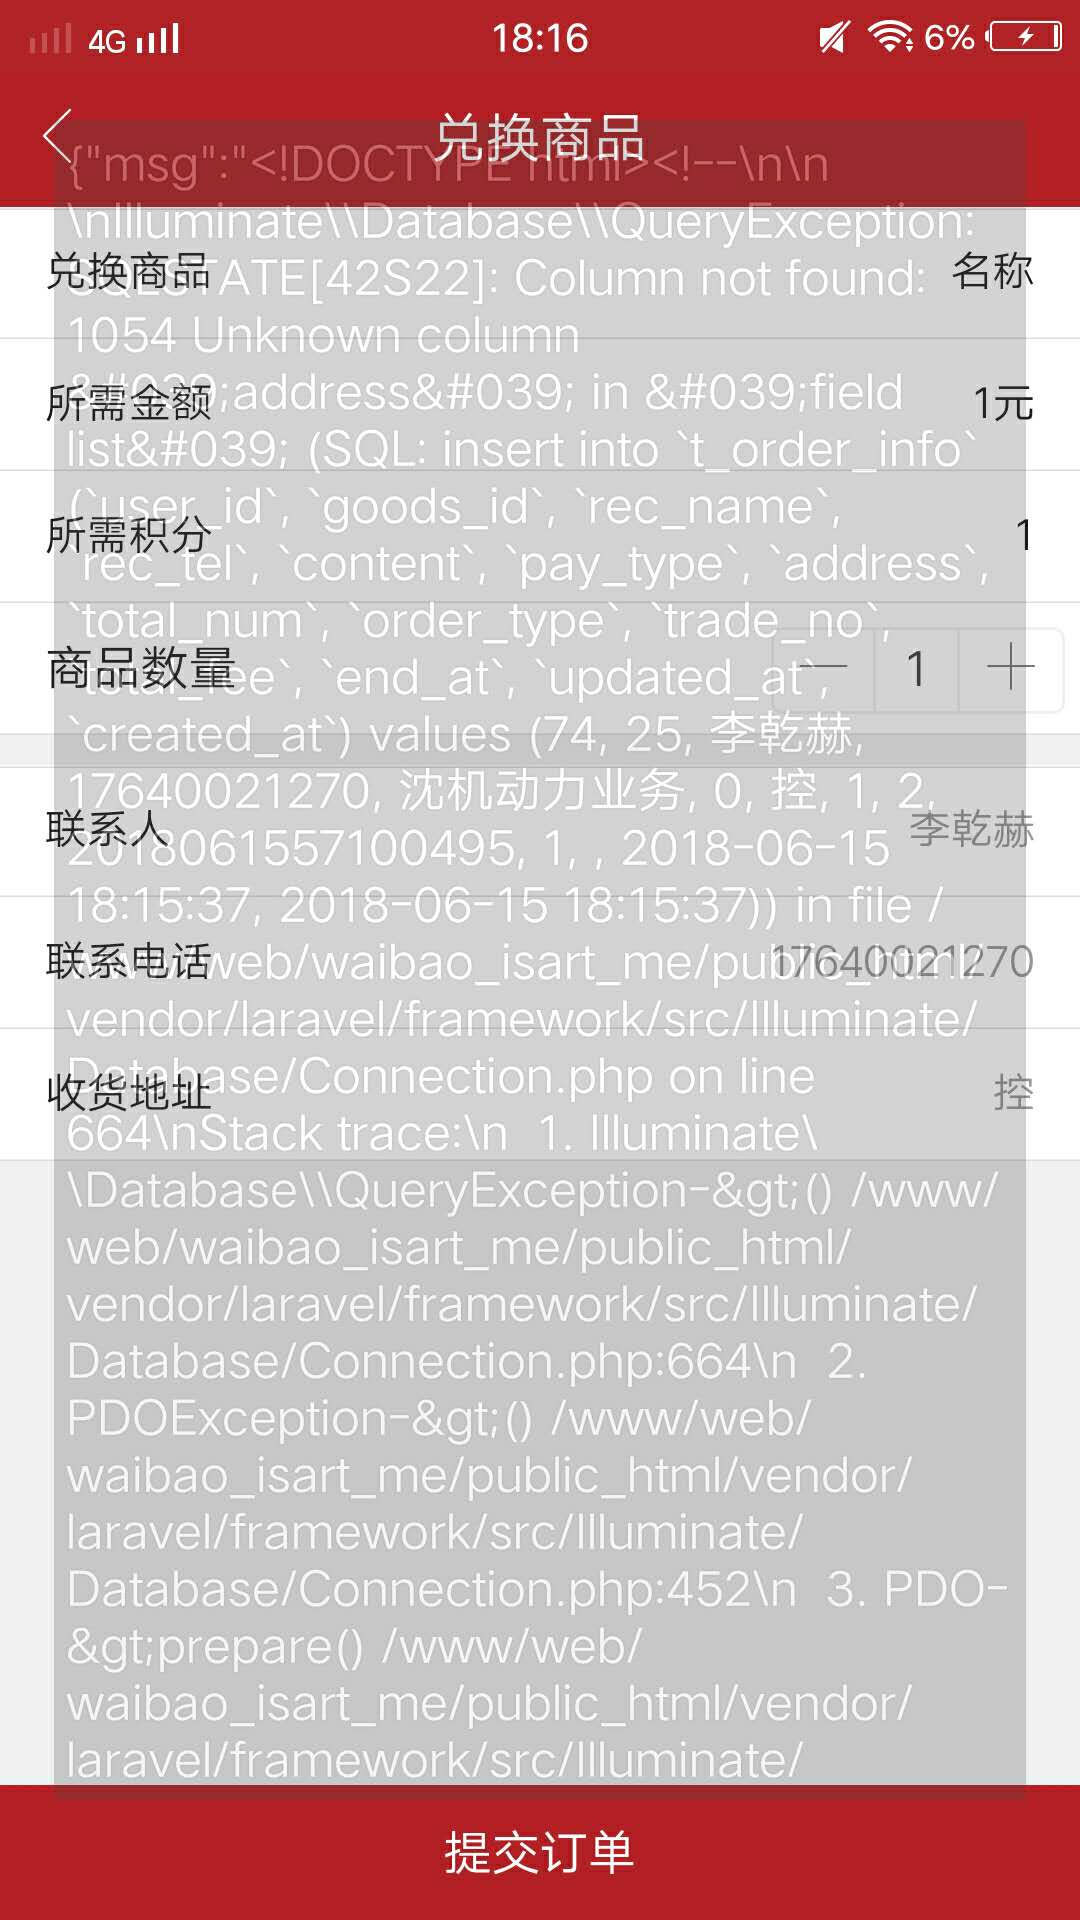 4G 18:16 6%
兑换商品
{"msg":"<!DOCTYPE html><!--\n\n
\nIlluminate\\Database\\QueryException:
兑换商品 名称
SQLSTATE[42S22]: Column not found:
1054 Unknown column
所需金额 1元
&#039;address&#039; in &#039;field
list&#039; (SQL: insert into `t_order_info`
(`user_id`, `goods_id`, `rec_name`,
所需积分 1
`rec_tel`, `content`, `pay_type`, `address`,
`total_num`, `order_type`, `trade_no`,
商品数量 1
`total_fee`, `end_at`, `updated_at`,
`created_at`) values (74, 25, 李乾赫,
17640021270, 沈机动力业务, 0, 控, 1, 2,
联系人 李乾赫
2018061557100495, 1, , 2018-06-15
18:15:37, 2018-06-15 18:15:37)) in file /
联系电话 17640021270
www/web/waibao_isart_me/public_html/
vendor/laravel/framework/src/Illuminate/
Database/Connection.php on line
收货地址 控
664\nStack trace:\n 1. Illuminate\
\Database\\QueryException-&gt;() /www/
web/waibao_isart_me/public_html/
vendor/laravel/framework/src/Illuminate/
Database/Connection.php:664\n 2.
PDOException-&gt;() /www/web/
waibao_isart_me/public_html/vendor/
laravel/framework/src/Illuminate/
Database/Connection.php:452\n 3. PDO-
&gt;prepare() /www/web/
waibao_isart_me/public_html/vendor/
laravel/framework/src/Illuminate/
提交订单